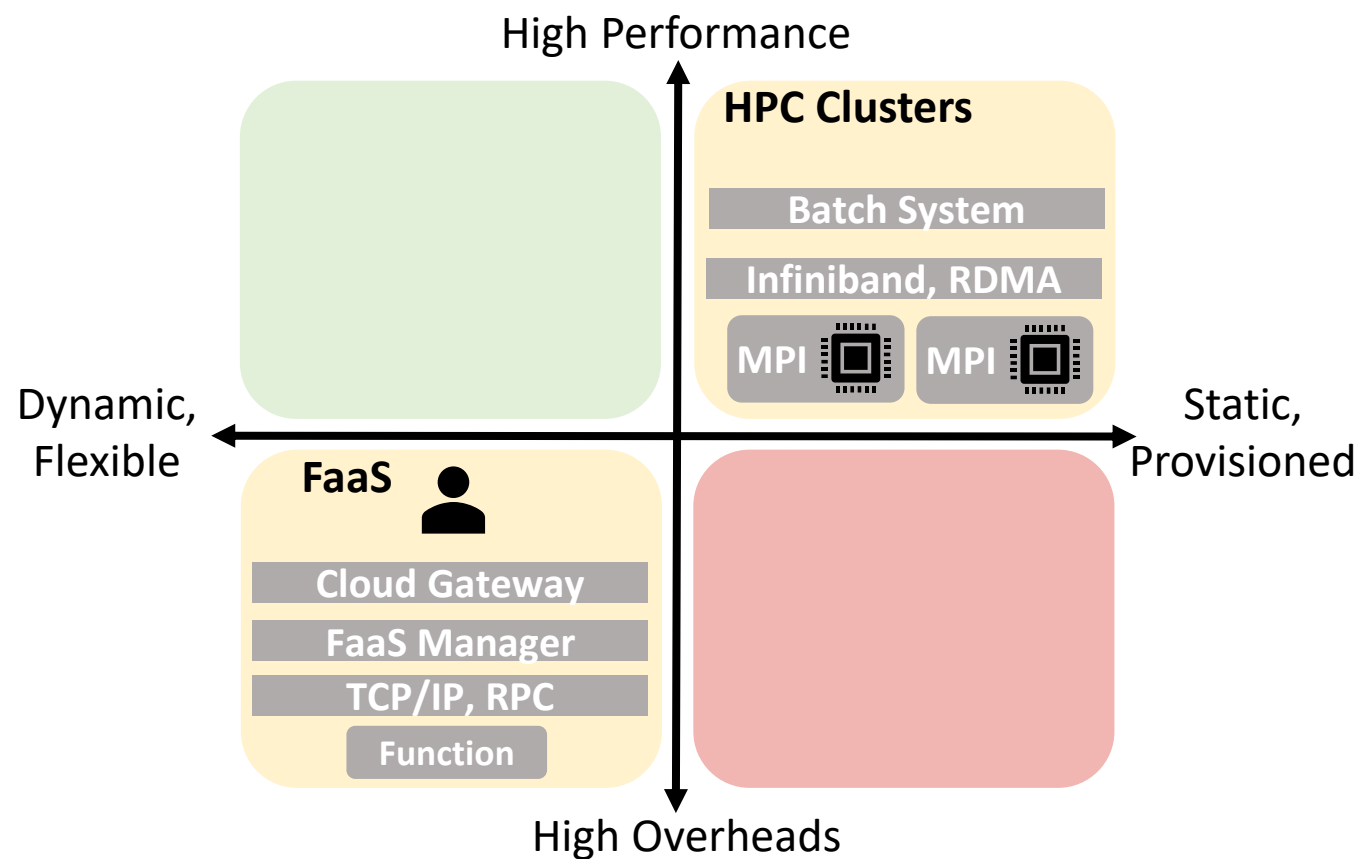 High Performance
HPC Clusters
Batch System
Infiniband, RDMA
MPI
MPI
Dynamic,
Flexible
Static,
Provisioned
FaaS
Cloud Gateway
FaaS Manager
TCP/IP, RPC
Function
High Overheads